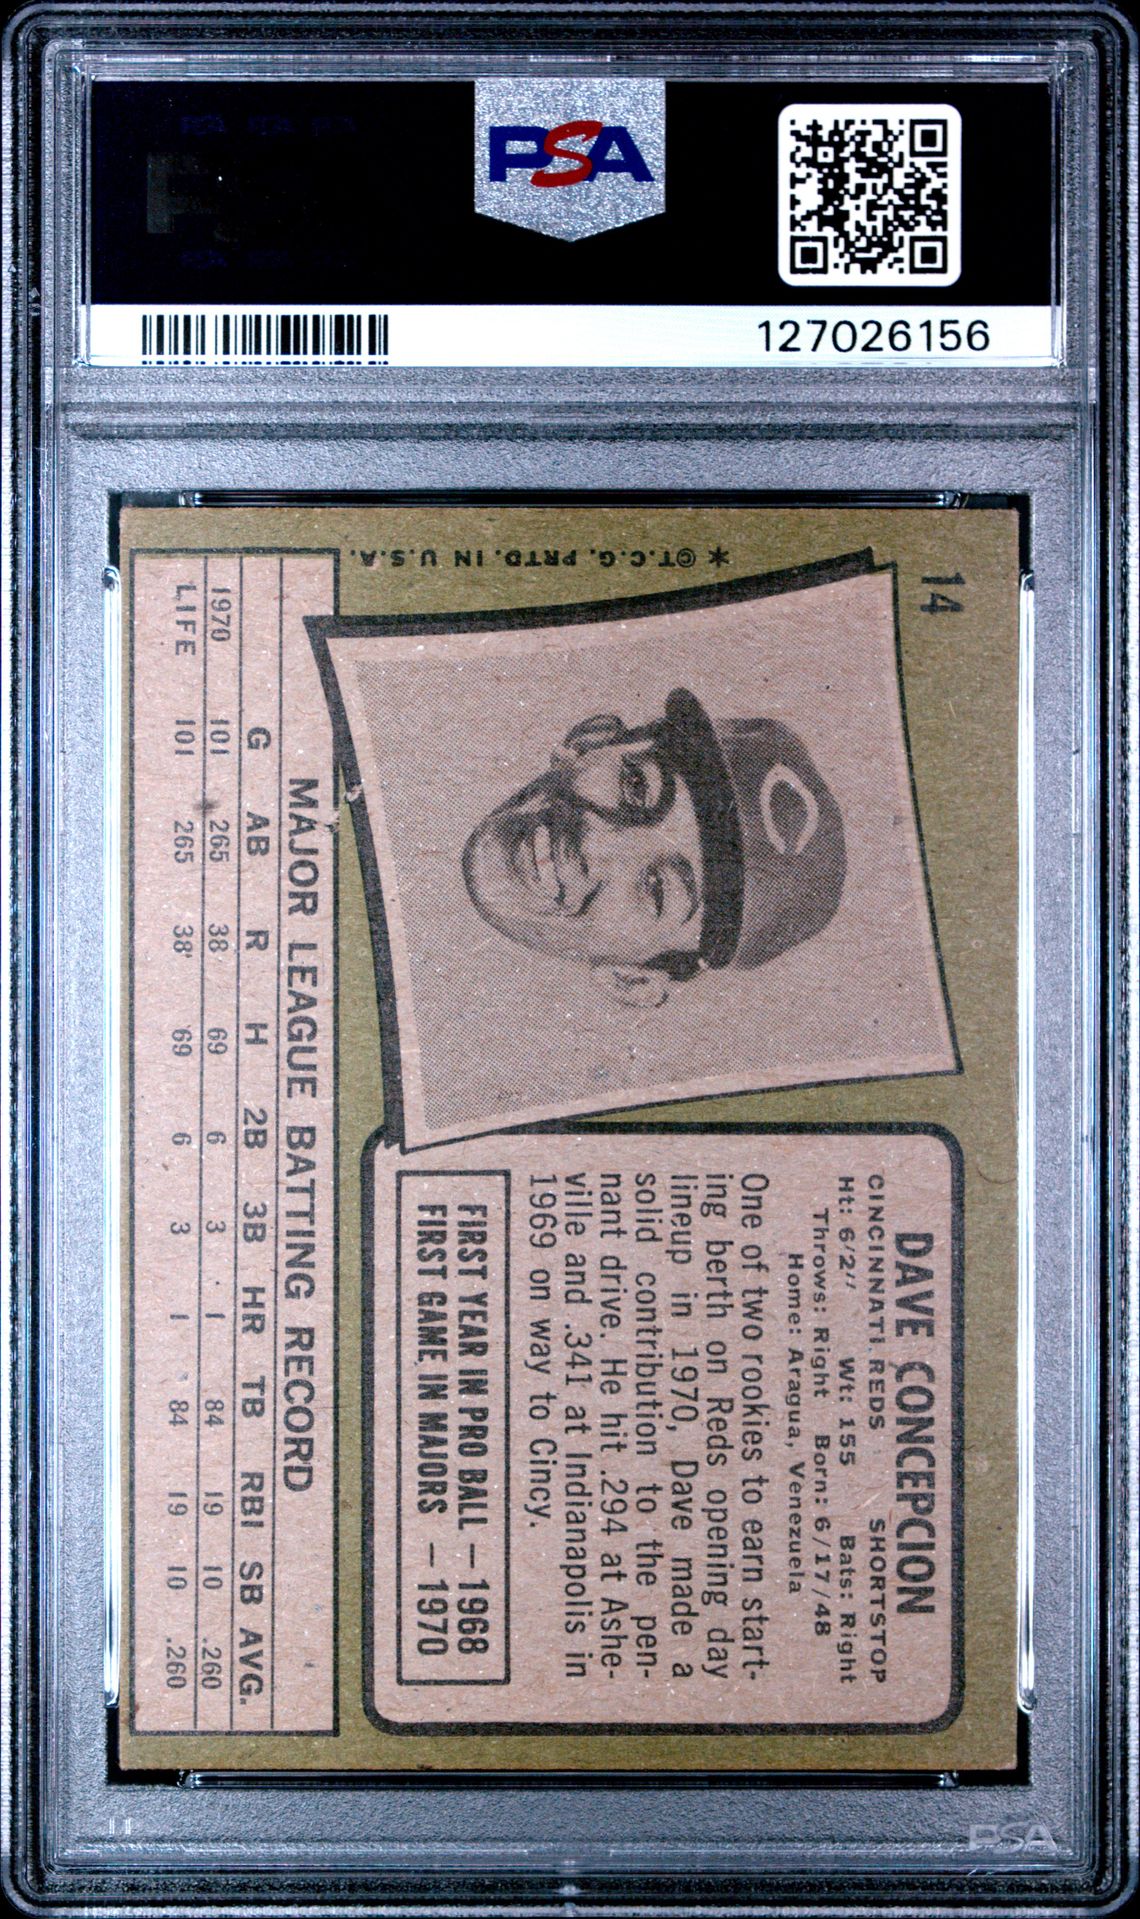 PSA
127026156
14
* ©T.C.G. PRTD. IN U.S.A.
DAVE CONCEPCION
CINCINNATI REDS SHORTSTOP
Ht: 6'2" Wt: 155 Bats: Right
Throws: Right Born: 6/17/48
Home: Aragua, Venezuela
One of two rookies to earn start-
ing berth on Reds opening day
lineup in 1970, Dave made a
solid contribution to the pen-
nant drive. He hit .294 at Ashe-
ville and .341 at Indianapolis in
1969 on way to Cincy.
FIRST YEAR IN PRO BALL — 1968
FIRST GAME IN MAJORS — 1970
MAJOR LEAGUE BATTING RECORD
G AB R H 2B 3B HR TB RBI SB AVG.
1970 101 265 38 69 6 3 1 84 19 10 .260
LIFE 101 265 38 69 6 3 1 84 19 10 .260
PSA